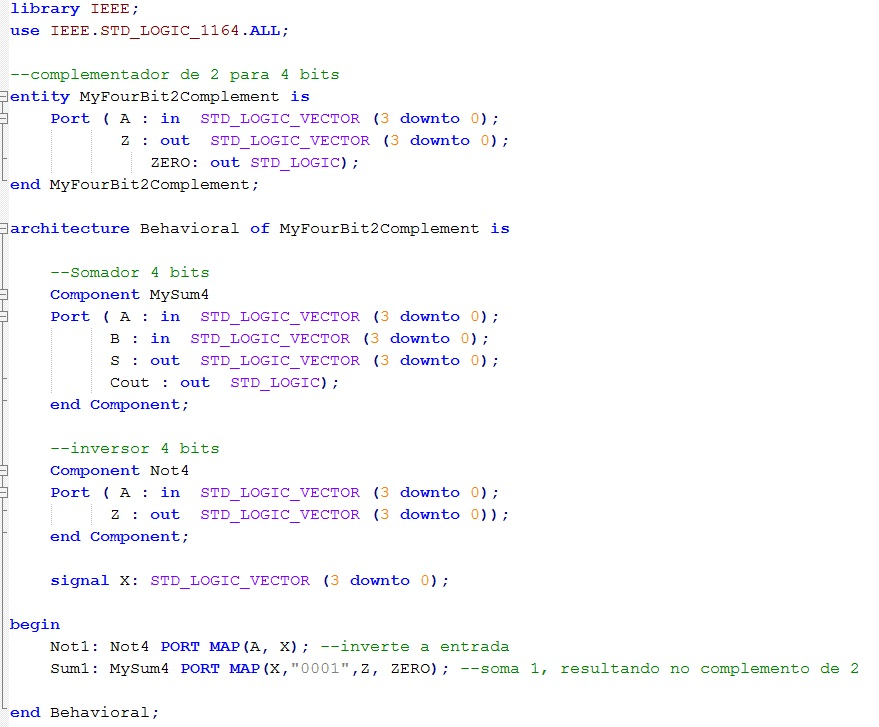 library IEEE;
use IEEE.STD_LOGIC_1164.ALL;
--complementador de 2 para 4 bits
entity MyFourBit2Complement is
Port ( A : in STD_LOGIC_VECTOR (3 downto 0);
Z : out STD_LOGIC_VECTOR (3 downto 0);
ZERO: out STD_LOGIC);
end MyFourBit2Complement;
architecture Behavioral of MyFourBit2Complement is
--Somador 4 bits
Component MySum4
Port ( A : in STD_LOGIC_VECTOR (3 downto 0);
B : in STD_LOGIC_VECTOR (3 downto 0);
S : out STD_LOGIC_VECTOR (3 downto 0);
Cout : out STD_LOGIC);
end Component;
--inversor 4 bits
Component Not4
Port ( A : in STD_LOGIC_VECTOR (3 downto 0);
Z : out STD_LOGIC_VECTOR (3 downto 0));
end Component;
signal X: STD_LOGIC_VECTOR (3 downto 0);
begin
Not1: Not4 PORT MAP(A, X); --inverte a entrada
Sum1: MySum4 PORT MAP(X,"0001",Z, ZERO); --soma 1, resultando no complemento de 2
end Behavioral;